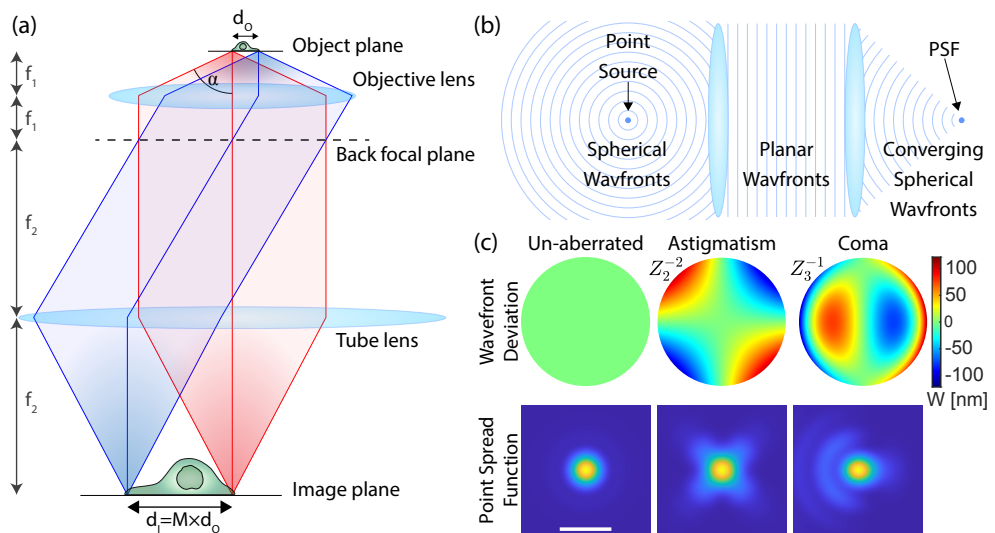 (a)
d_O
Object plane
f_1
α
Objective lens
f_1
Back focal plane
f_2
Tube lens
f_2
Image plane
d_I=M×d_O
(b)
Point
Source
PSF
Spherical
Wavfronts
Planar
Wavfronts
Converging
Spherical
Wavfronts
(c)
Un-aberrated
Astigmatism
Coma
Wavefront
Deviation
Z_2^{-2}
Z_3^{-1}
100
50
0
-50
-100
W [nm]
Point Spread
Function